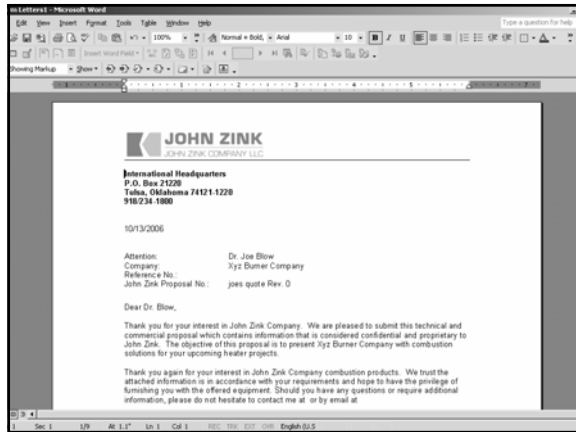 Letters1 - Microsoft Word
Edit View Insert Format Tools Table Window Help
Type a question for help
100% Normal + Bold, Arial 10 B I U
Insert Word Field
Showing Markup Show
JOHN ZINK
JOHN ZINK COMPANY LLC
International Headquarters
P.O. Box 21220
Tulsa, Oklahoma 74121-1220
918/234-1800
10/13/2006
Attention: Dr. Joe Blow
Company: Xyz Burner Company
Reference No.:
John Zink Proposal No.: joes quote Rev. 0
Dear Dr. Blow,
Thank you for your interest in John Zink Company. We are pleased to submit this technical and
commercial proposal which contains information that is considered confidential and proprietary to
John Zink. The objective of this proposal is to present Xyz Burner Company with combustion
solutions for your upcoming heater projects.
Thank you again for your interest in John Zink Company combustion products. We trust the
attached information is in accordance with your requirements and hope to have the privilege of
furnishing you with the offered equipment. Should you have any questions or require additional
information, please do not hesitate to contact me at or by email at
1 Sec 1 1/9 At 1.1" Ln 1 Col 1 REC TRK EXT OVR English (U.S